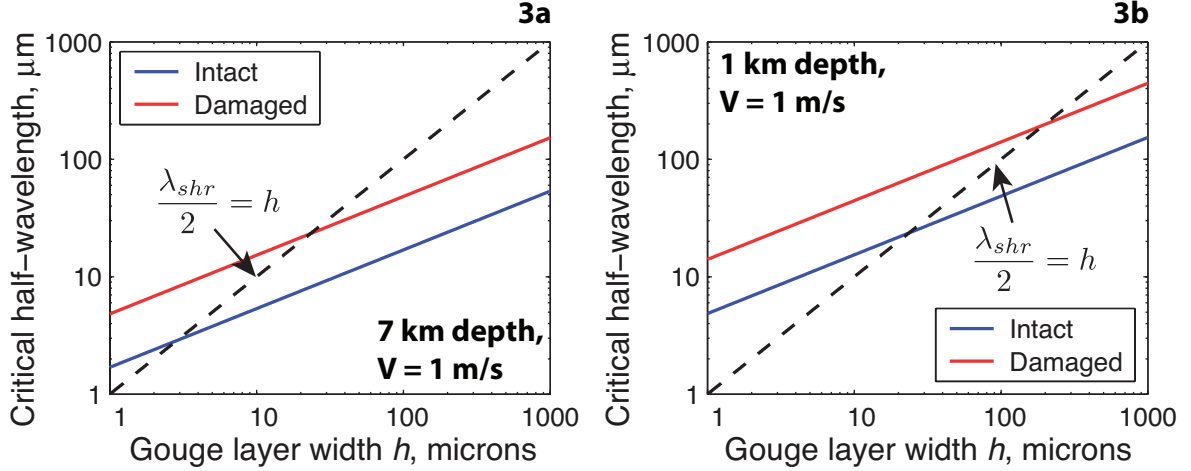 3a
Critical half−wavelength, μm
1000
100
10
1
Intact
Damaged
λshr
2
= h
7 km depth,
V = 1 m/s
1
10
100
1000
Gouge layer width h, microns
3b
Critical half−wavelength, μm
1000
100
10
1
1 km depth,
V = 1 m/s
λshr
2
= h
Intact
Damaged
1
10
100
1000
Gouge layer width h, microns